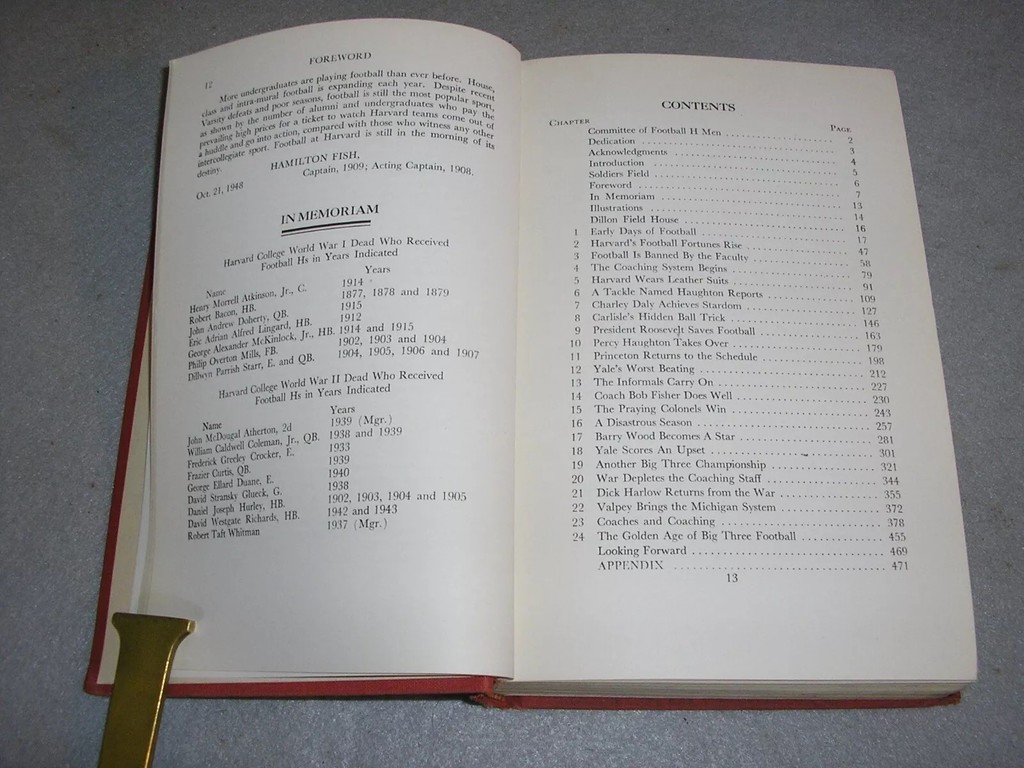 12 FOREWORD
More undergraduates are playing football than ever before. House,
class and intra-mural football is expanding each year. Despite recent
Varsity defeats and poor seasons, football is still the most popular sport,
as shown by the number of alumni and undergraduates who pay the
prevailing high prices for a ticket to watch Harvard teams come out of
a huddle and go into action, compared with those who witness any other
intercollegiate sport. Football at Harvard is still in the morning of its
destiny.
HAMILTON FISH,
Captain, 1909; Acting Captain, 1908.
Oct. 21, 1948
IN MEMORIAM
Harvard College World War I Dead Who Received
Football Hs in Years Indicated
Name Years
Henry Morrell Atkinson, Jr., C. 1914
Robert Bacon, HB. 1877, 1878 and 1879
John Andrew Doherty, QB. 1915
Eric Adrian Alfred Lingard, HB. 1912
George Alexander McKinlock, Jr., HB. 1914 and 1915
Philip Overton Mills, FB. 1902, 1903 and 1904
Dillwyn Parrish Starr, E. and QB. 1904, 1905, 1906 and 1907
Harvard College World War II Dead Who Received
Football Hs in Years Indicated
Name Years
John McDougal Atherton, 2d 1939 (Mgr.)
William Caldwell Coleman, Jr., QB. 1938 and 1939
Frederick Greeley Crocker, E. 1933
Frazier Curtis, QB. 1939
George Ellard Duane, E. 1940
David Stransky Glueck, G. 1938
Daniel Joseph Hurley, HB. 1902, 1903, 1904 and 1905
David Westgate Richards, HB. 1942 and 1943
Robert Taft Whitman 1937 (Mgr.)
CONTENTS
CHAPTER PAGE
Committee of Football H Men 2
Dedication 3
Acknowledgments 4
Introduction 5
Soldiers Field 6
Foreword 7
In Memoriam 13
Illustrations 14
Dillon Field House 16
1 Early Days of Football 17
2 Harvard's Football Fortunes Rise 47
3 Football Is Banned By the Faculty 58
4 The Coaching System Begins 79
5 Harvard Wears Leather Suits 91
6 A Tackle Named Haughton Reports 109
7 Charley Daly Achieves Stardom 127
8 Carlisle's Hidden Ball Trick 146
9 President Roosevelt Saves Football 163
10 Percy Haughton Takes Over 179
11 Princeton Returns to the Schedule 198
12 Yale's Worst Beating 212
13 The Informals Carry On 227
14 Coach Bob Fisher Does Well 230
15 The Praying Colonels Win 243
16 A Disastrous Season 257
17 Barry Wood Becomes A Star 281
18 Yale Scores An Upset 301
19 Another Big Three Championship 321
20 War Depletes the Coaching Staff 344
21 Dick Harlow Returns from the War 355
22 Valpey Brings the Michigan System 372
23 Coaches and Coaching 378
24 The Golden Age of Big Three Football 455
Looking Forward 469
APPENDIX 471
13